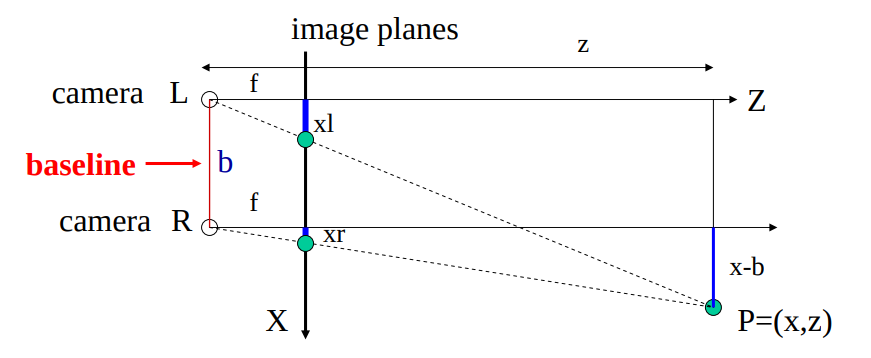 image planes
z
camera L
f
Z
xl
baseline
b
f
camera R
xr
x-b
X
P=(x,z)